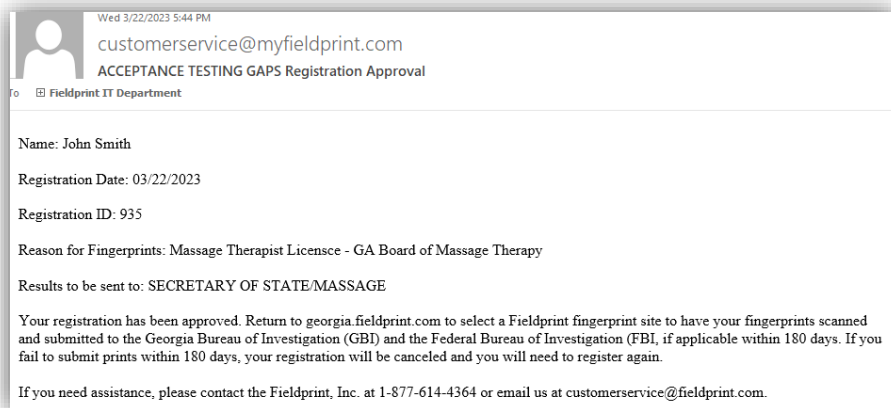 Wed 3/22/2023 5:44 PM
customerservice@myfieldprint.com
ACCEPTANCE TESTING GAPS Registration Approval
To Fieldprint IT Department
Name: John Smith
Registration Date: 03/22/2023
Registration ID: 935
Reason for Fingerprints: Massage Therapist Licensce - GA Board of Massage Therapy
Results to be sent to: SECRETARY OF STATE/MASSAGE
Your registration has been approved. Return to georgia.fieldprint.com to select a Fieldprint fingerprint site to have your fingerprints scanned
and submitted to the Georgia Bureau of Investigation (GBI) and the Federal Bureau of Investigation (FBI, if applicable within 180 days. If you
fail to submit prints within 180 days, your registration will be canceled and you will need to register again.
If you need assistance, please contact the Fieldprint, Inc. at 1-877-614-4364 or email us at customerservice@fieldprint.com.